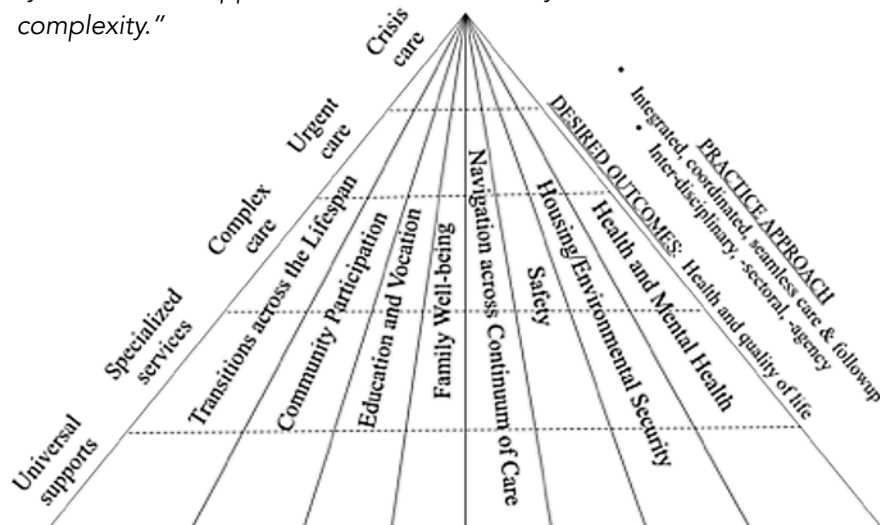 complexity.”
Crisis
care
Urgent
care
Complex
care
Specialized
services
Universal
supports
Transitions across the Lifespan
Community Participation
Education and Vocation
Family Well-being
Navigation across Continuum of Care
Safety
Housing/Environmental Security
Health and Mental Health
DESIRED OUTCOMES: Health and quality of life
PRACTICE APPROACH
• Integrated, coordinated, seamless care & followup
• Inter-disciplinary, -sectoral, -agency